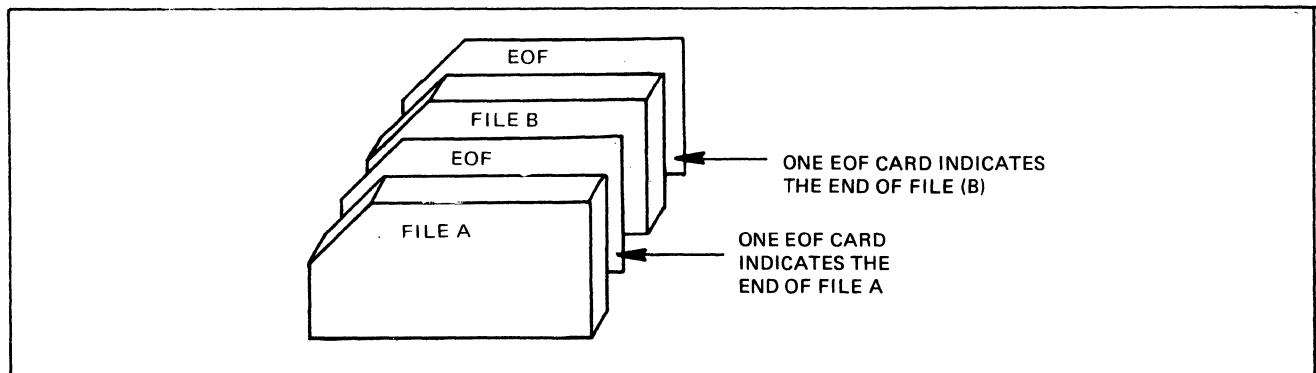 EOF
FILE B
EOF
FILE A
ONE EOF CARD INDICATES
THE END OF FILE (B)
ONE EOF CARD
INDICATES THE
END OF FILE A